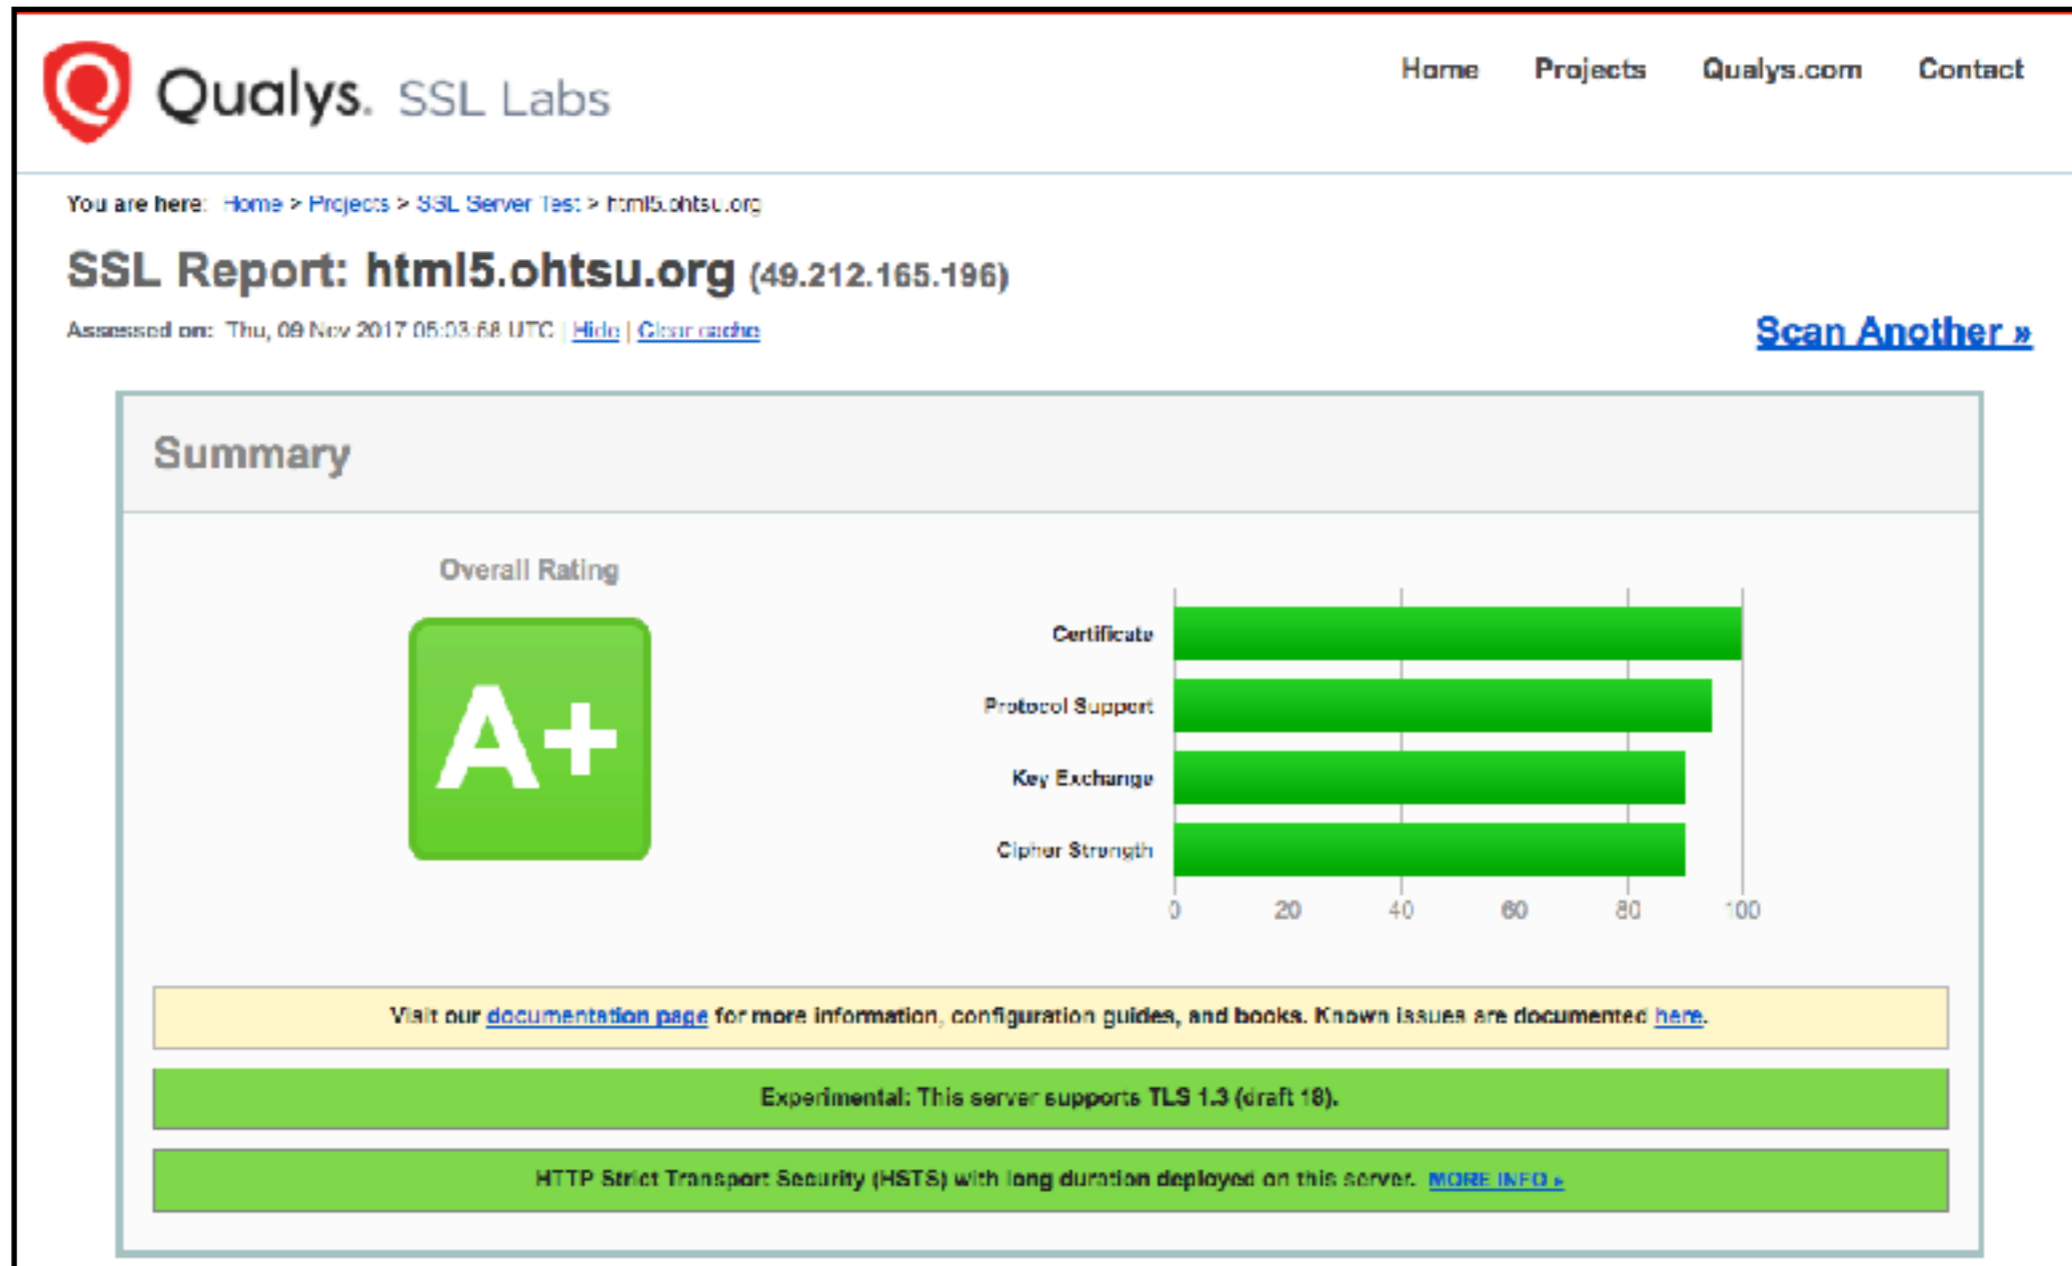 Qualys. SSL Labs
Home Projects Qualys.com Contact
You are here: Home > Projects > SSL Server Test > html5.ohtsu.org
SSL Report: html5.ohtsu.org (49.212.165.196)
Assessed on: Thu, 09 Nov 2017 05:03:58 UTC | Hide | Clear cache
Scan Another »
Summary
Overall Rating
A+
Certificate
Protocol Support
Key Exchange
Cipher Strength
0 20 40 60 80 100
Visit our documentation page for more information, configuration guides, and books. Known issues are documented here.
Experimental: This server supports TLS 1.3 (draft 18).
HTTP Strict Transport Security (HSTS) with long duration deployed on this server. MORE INFO »